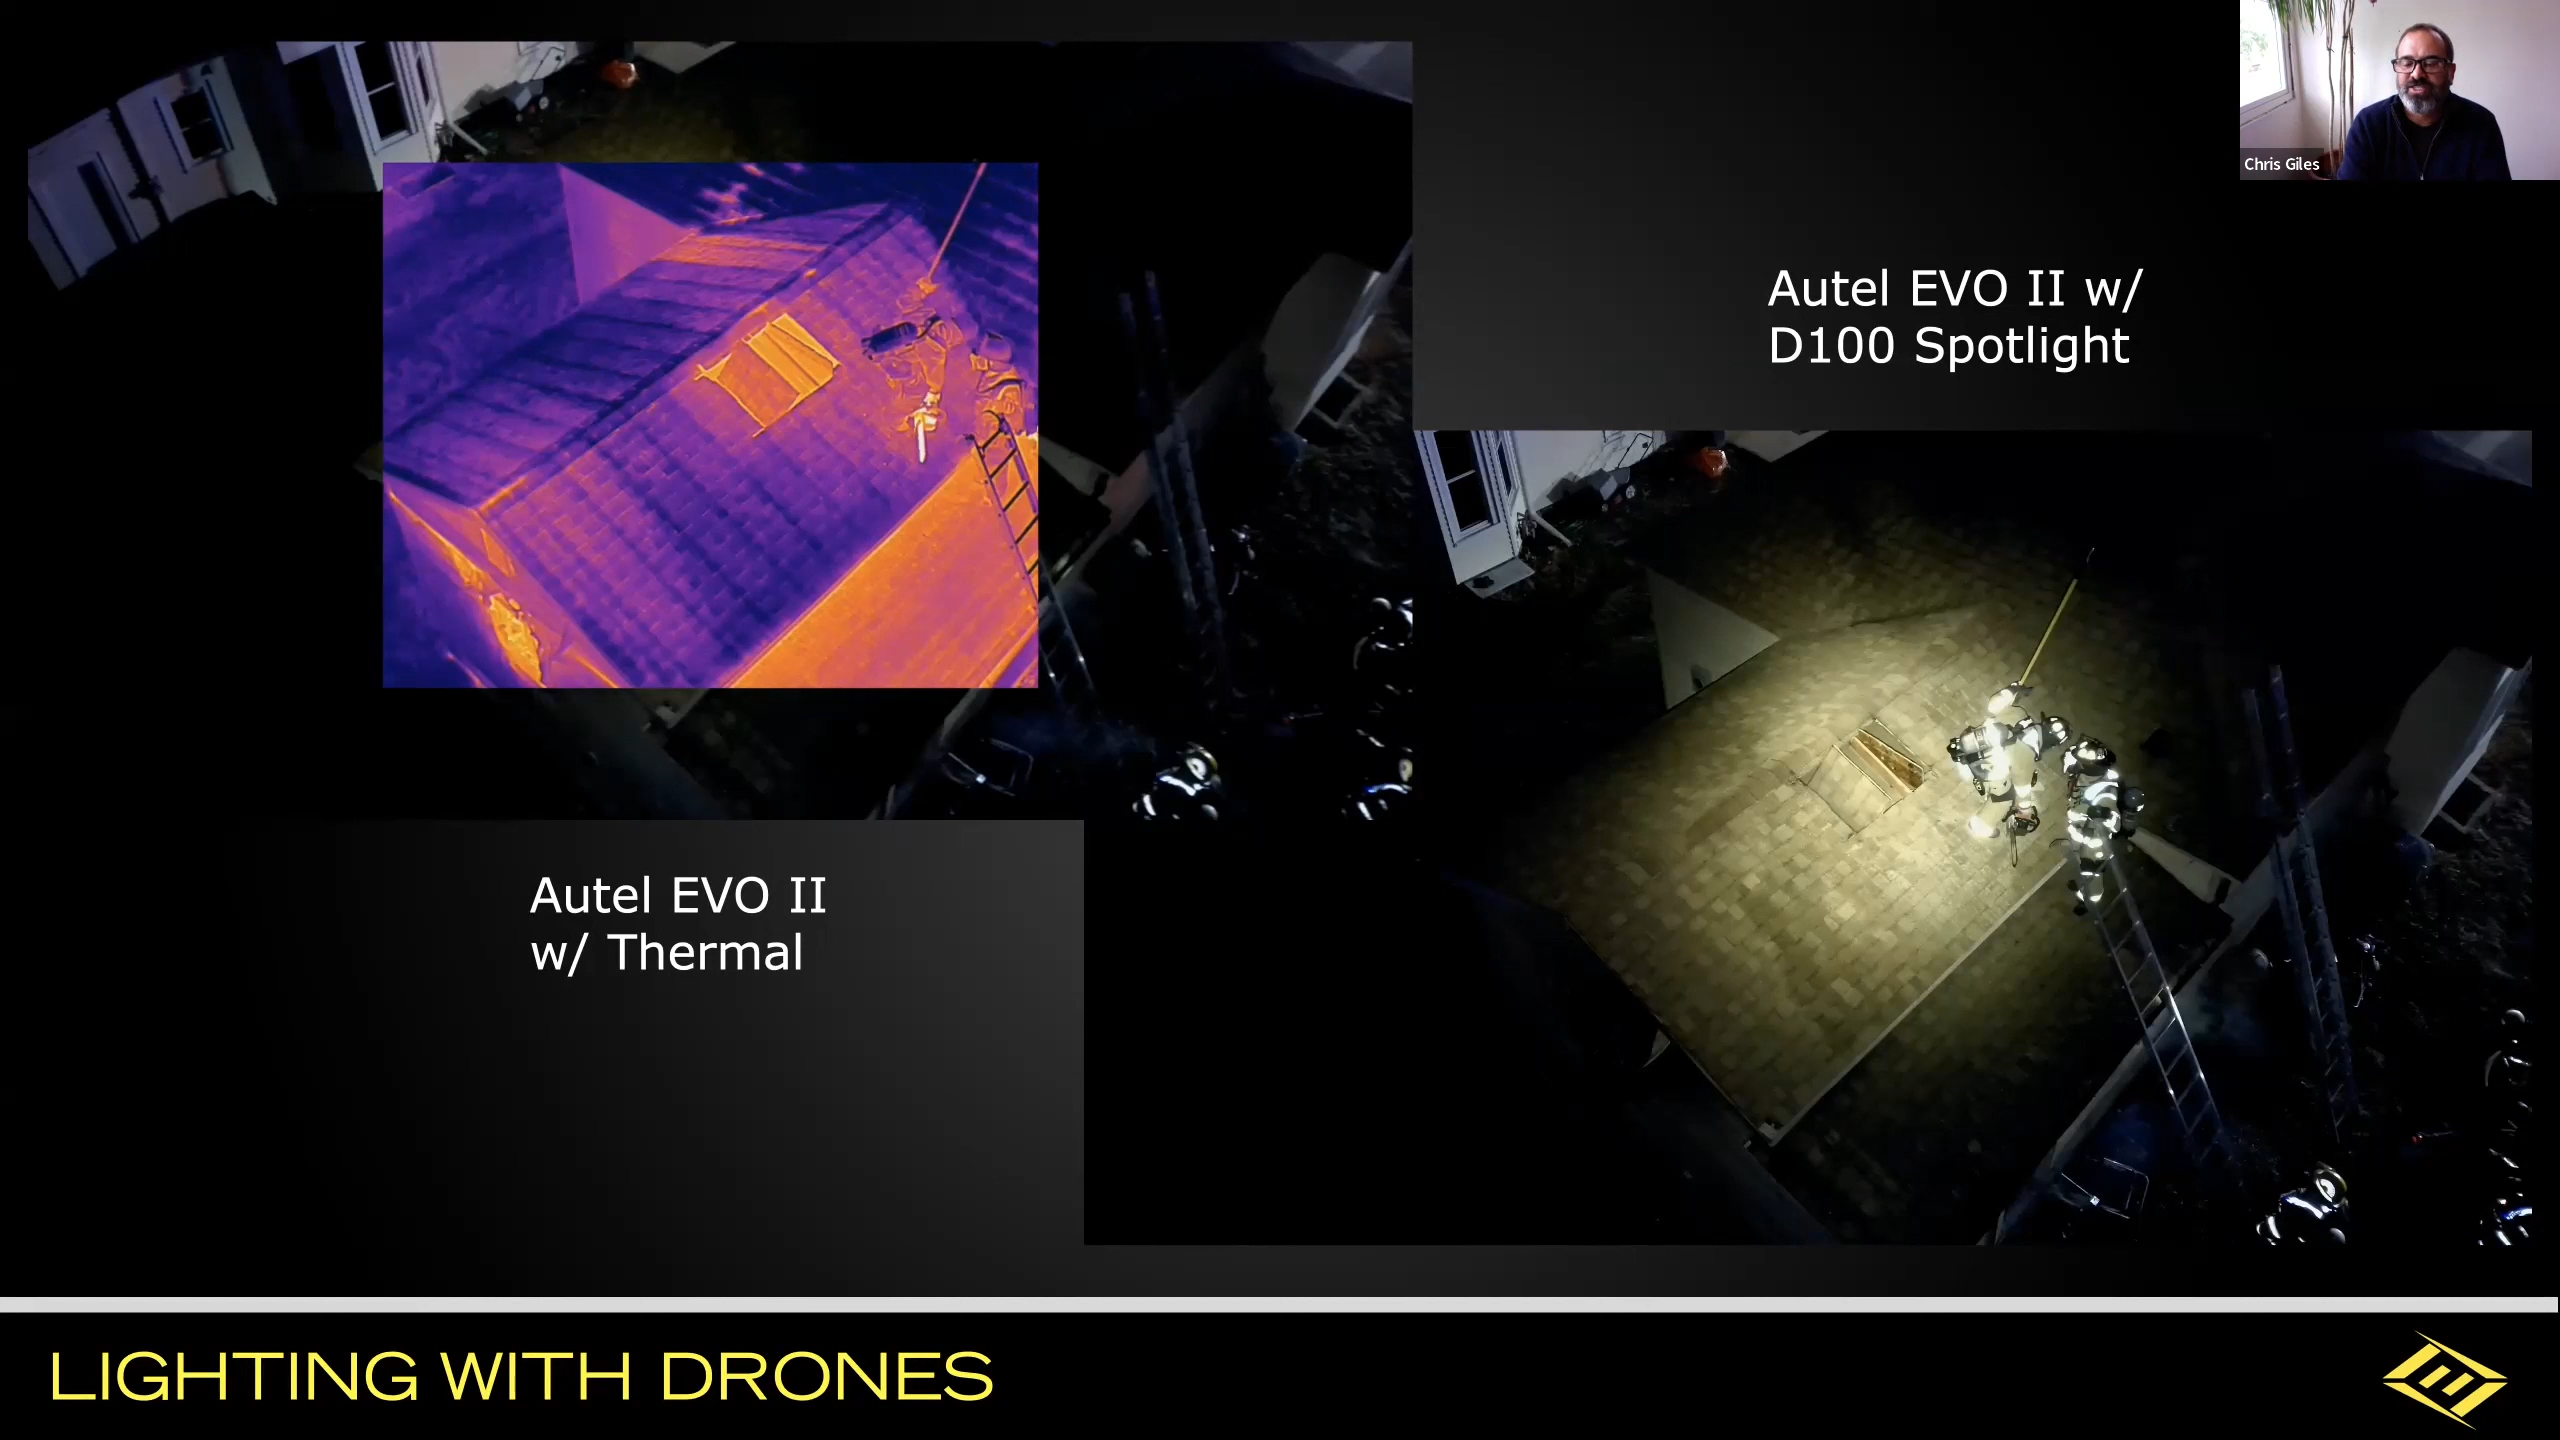 Chris Giles
Autel EVO II w/
D100 Spotlight
Autel EVO II
w/ Thermal
LIGHTING WITH DRONES